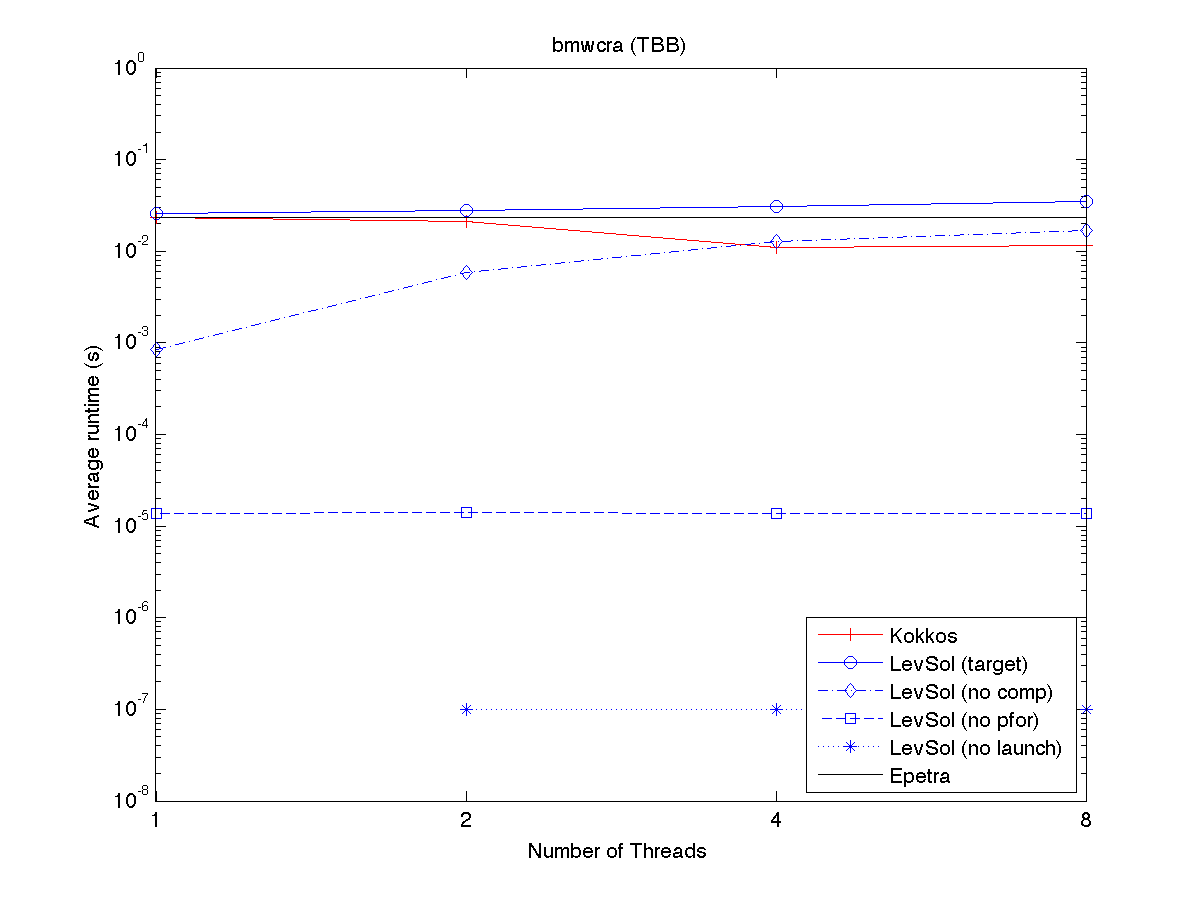 bmwcra (TBB)
10^0
10^-1
10^-2
10^-3
10^-4
10^-5
10^-6
10^-7
10^-8
Average runtime (s)
1 2 4 8
Number of Threads
Kokkos
LevSol (target)
LevSol (no comp)
LevSol (no pfor)
LevSol (no launch)
Epetra